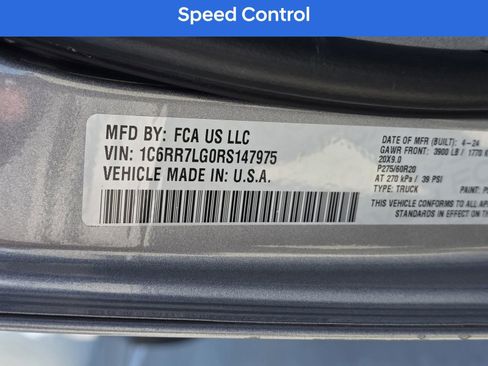 Speed Control
MFD BY: FCA US LLC
VIN: 1C6RR7LG0RS147975
VEHICLE MADE IN: U.S.A.
DATE OF MFR (BUILT): 4-24
GAWR FRONT: 3900 LB / 1770
20X9.0
P275/60R20
AT 270 kPa / 39 PSI
TYPE: TRUCK PAINT:
THIS VEHICLE CONFORMS TO ALL
STANDARDS IN EFFECT ON